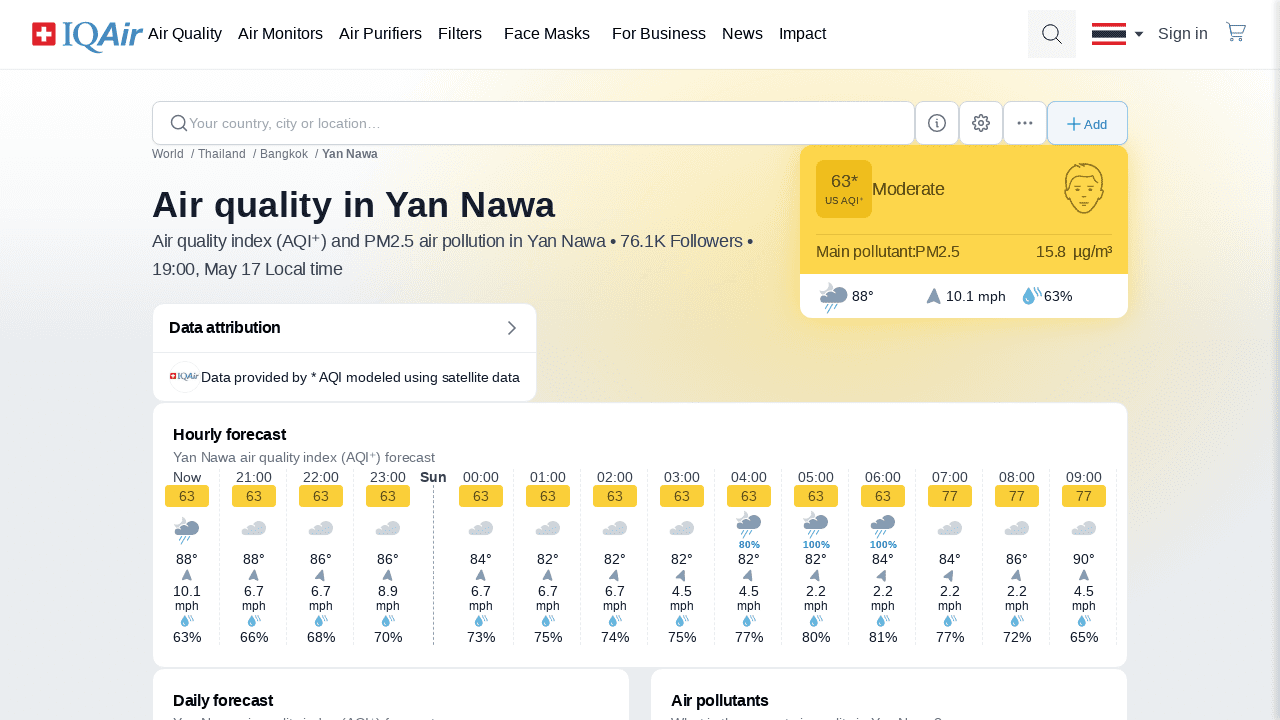 IQAir Air Quality Air Monitors Air Purifiers Filters Face Masks For Business News Impact Sign in
Your country, city or location… Add
World / Thailand / Bangkok / Yan Nawa
Air quality in Yan Nawa
Air quality index (AQI⁺) and PM2.5 air pollution in Yan Nawa • 76.1K Followers •
19:00, May 17 Local time
63*
US AQI⁺
Moderate
Main pollutant:PM2.5 15.8 µg/m³
88° 10.1 mph 63%
Data attribution
IQAir Data provided by * AQI modeled using satellite data
Hourly forecast
Yan Nawa air quality index (AQI⁺) forecast
Now 21:00 22:00 23:00 Sun 00:00 01:00 02:00 03:00 04:00 05:00 06:00 07:00 08:00 09:00
63 63 63 63 63 63 63 63 63 63 63 77 77 77
80% 100% 100%
88° 88° 86° 86° 84° 82° 82° 82° 82° 82° 84° 84° 86° 90°
10.1 6.7 6.7 8.9 6.7 6.7 6.7 4.5 4.5 2.2 2.2 2.2 2.2 4.5
mph mph mph mph mph mph mph mph mph mph mph mph mph mph
63% 66% 68% 70% 73% 75% 74% 75% 77% 80% 81% 77% 72% 65%
Daily forecast Air pollutants